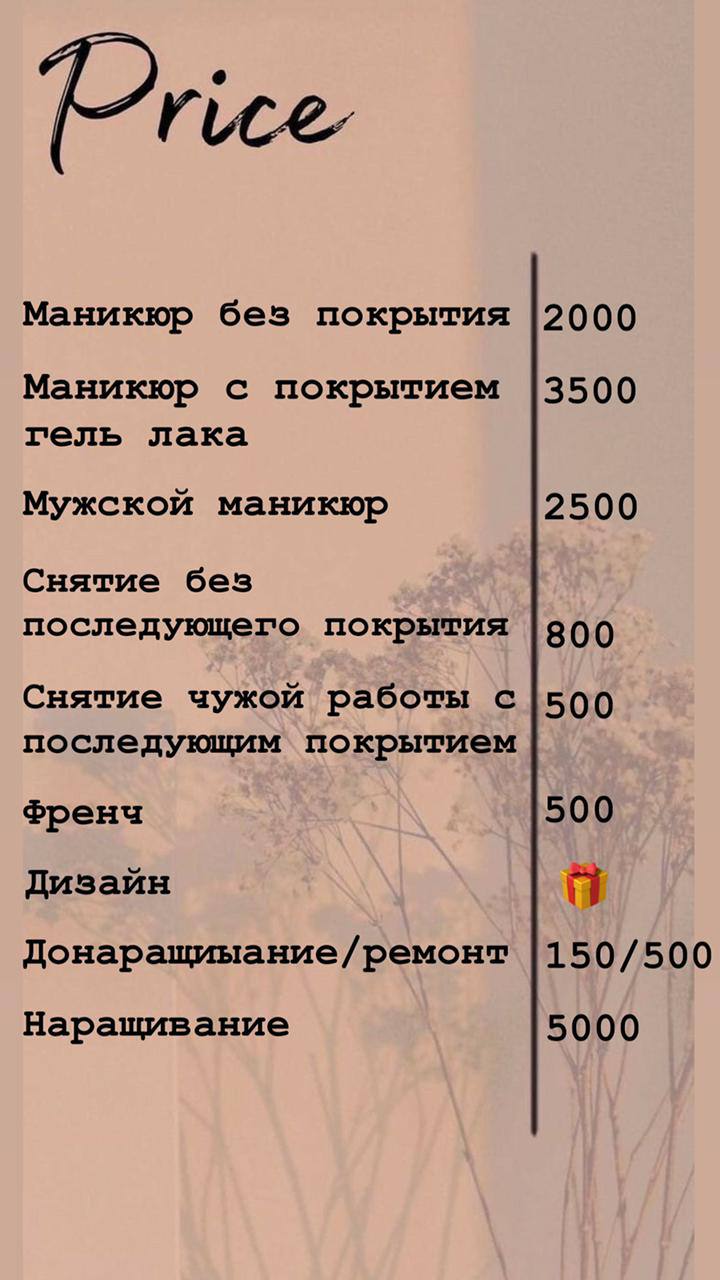 Price
Маникюр без покрытия 2000
Маникюр с покрытием 3500
гель лака
Мужской маникюр 2500
Снятие без
последующего покрытия 800
Снятие чужой работы с 500
последующим покрытием
Френч 500
Дизайн 🎁
Донаращиыание/ремонт 150/500
Наращивание 5000